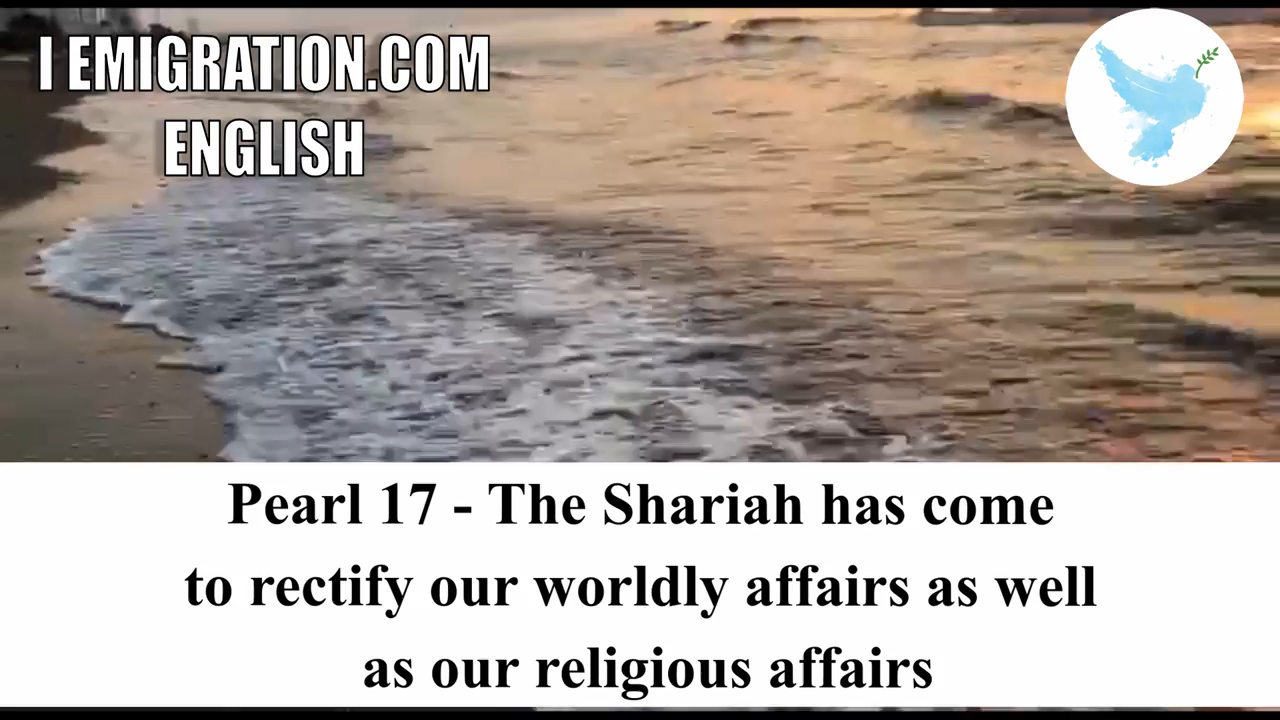 I EMIGRATION.COM
ENGLISH
Pearl 17 - The Shariah has come
to rectify our worldly affairs as well
as our religious affairs